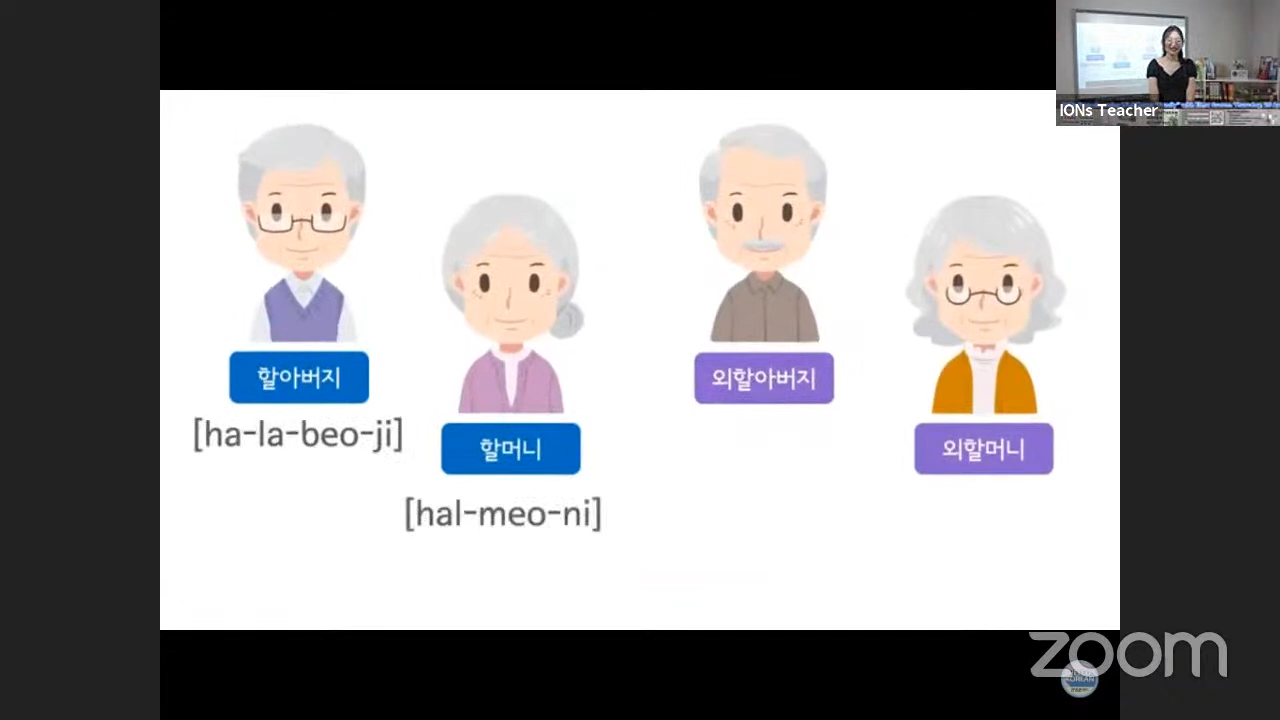 IONs Teacher
할아버지
[ha-la-beo-ji]
할머니
[hal-meo-ni]
외할아버지
외할머니
zoom